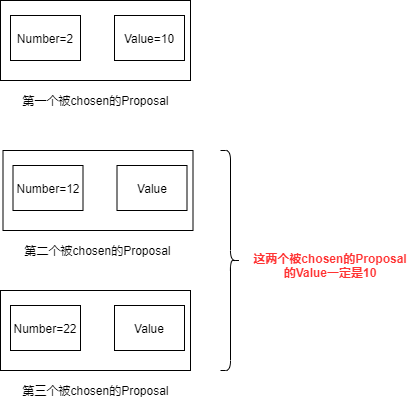 Number=2
Value=10
第一个被chosen的Proposal
Number=12
Value
第二个被chosen的Proposal
这两个被chosen的Proposal
的Value一定是10
Number=22
Value
第三个被chosen的Proposal